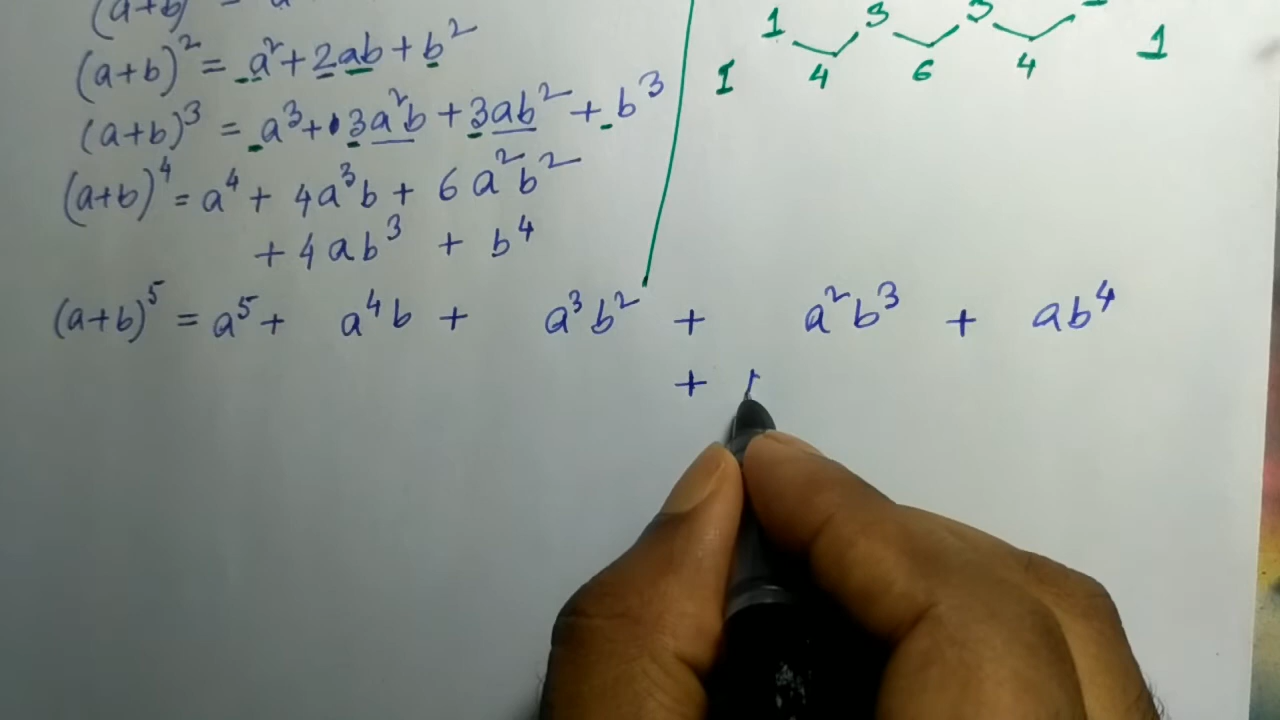 (a+b) = a
(a+b)² = a² + 2ab + b²
(a+b)³ = a³ + 3a²b + 3ab² + b³
(a+b)⁴ = a⁴ + 4a³b + 6a²b²
+ 4ab³ + b⁴
(a+b)⁵ = a⁵ + a⁴b + a³b² + a²b³ + ab⁴
+
1 3 3
1 4 6 4 1